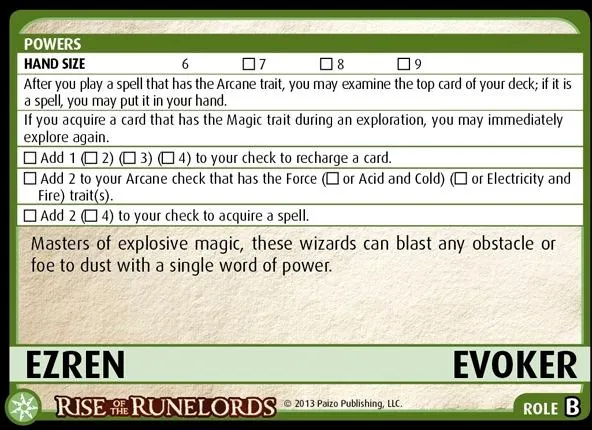 POWERS
HAND SIZE 6 ☐ 7 ☐ 8 ☐ 9
After you play a spell that has the Arcane trait, you may examine the top card of your deck; if it is
a spell, you may put it in your hand.
If you acquire a card that has the Magic trait during an exploration, you may immediately
explore again.
☐ Add 1 (☐ 2) (☐ 3) (☐ 4) to your check to recharge a card.
☐ Add 2 to your Arcane check that has the Force (☐ or Acid and Cold) (☐ or Electricity and
Fire) trait(s).
☐ Add 2 (☐ 4) to your check to acquire a spell.
Masters of explosive magic, these wizards can blast any obstacle or
foe to dust with a single word of power.
EZREN EVOKER
RISE OF THE RUNELORDS © 2013 Paizo Publishing, LLC. ROLE B